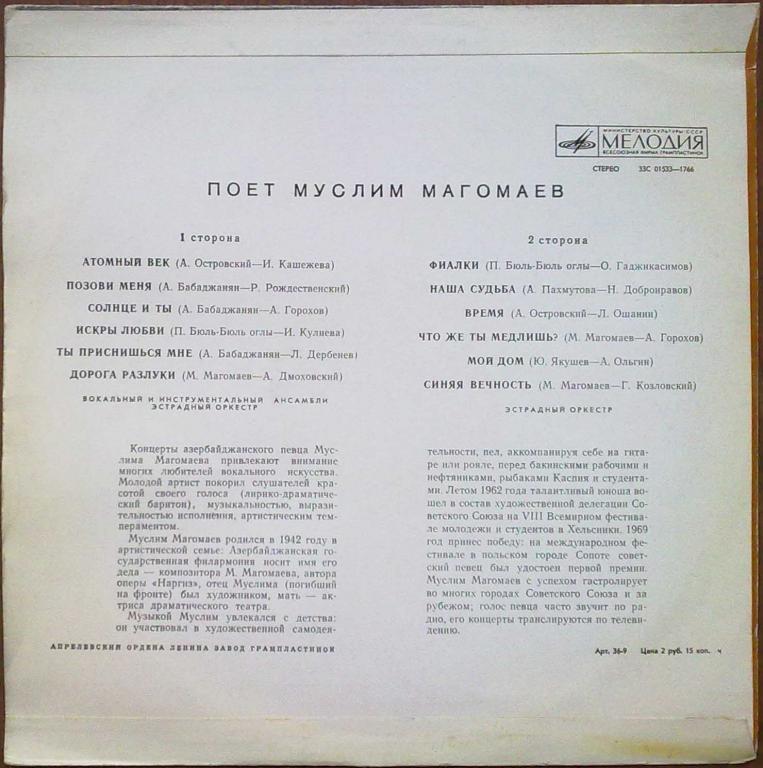 МИНИСТЕРСТВО КУЛЬТУРЫ СССР
МЕЛОДИЯ
ВСЕСОЮЗНАЯ ФИРМА ГРАМПЛАСТИНОК
СТЕРЕО 33С 01533—1766
ПОЕТ МУСЛИМ МАГОМАЕВ
1 сторона
АТОМНЫЙ ВЕК (А. Островский—И. Кашежева)
ПОЗОВИ МЕНЯ (А. Бабаджанян—Р. Рождественский)
СОЛНЦЕ И ТЫ (А. Бабаджанян—А. Горохов)
ИСКРЫ ЛЮБВИ (П. Бюль-Бюль оглы—И. Кулиева)
ТЫ ПРИСНИШЬСЯ МНЕ (А. Бабаджанян—Л. Дербенев)
ДОРОГА РАЗЛУКИ (М. Магомаев—А. Дмоховский)
ВОКАЛЬНЫЙ И ИНСТРУМЕНТАЛЬНЫЙ АНСАМБЛИ
ЭСТРАДНЫЙ ОРКЕСТР
2 сторона
ФИАЛКИ (П. Бюль-Бюль оглы—О. Гаджикасимов)
НАША СУДЬБА (А. Пахмутова—Н. Добронравов)
ВРЕМЯ (А. Островский—Л. Ошанин)
ЧТО ЖЕ ТЫ МЕДЛИШЬ? (М. Магомаев—А. Горохов)
МОЙ ДОМ (Ю. Якушев—А. Ольгин)
СИНЯЯ ВЕЧНОСТЬ (М. Магомаев—Г. Козловский)
ЭСТРАДНЫЙ ОРКЕСТР
Концерты азербайджанского певца Мус-
лима Магомаева привлекают внимание
многих любителей вокального искусства.
Молодой артист покорил слушателей кра-
сотой своего голоса (лирико-драматиче-
ский баритон), музыкальностью, вырази-
тельностью исполнения, артистическим тем-
пераментом.
Муслим Магомаев родился в 1942 году в
артистической семье: Азербайджанская го-
сударственная филармония носит имя его
деда — композитора М. Магомаева, автора
оперы «Наргиз», отец Муслима (погибший
на фронте) был художником, мать — ак-
триса драматического театра.
Музыкой Муслим увлекался с детства:
он участвовал в художественной самодея-
тельности, пел, аккомпанируя себе на гита-
ре или рояле, перед бакинскими рабочими и
нефтяниками, рыбаками Каспия и студента-
ми. Летом 1962 года талантливый юноша во-
шел в состав художественной делегации Со-
ветского Союза на VIII Всемирном фестива-
ле молодежи и студентов в Хельсинки. 1969
год принес победу: на международном фе-
стивале в польском городе Сопоте совет-
ский певец был удостоен первой премии.
Муслим Магомаев с успехом гастролирует
во многих городах Советского Союза и за
рубежом; голос певца часто звучит по ра-
дио, его концерты транслируются по телеви-
дению.
АПРЕЛЕВСКИЙ ОРДЕНА ЛЕНИНА ЗАВОД ГРАМПЛАСТИНОК
Арт. 36-9 Цена 2 руб. 15 коп. ч